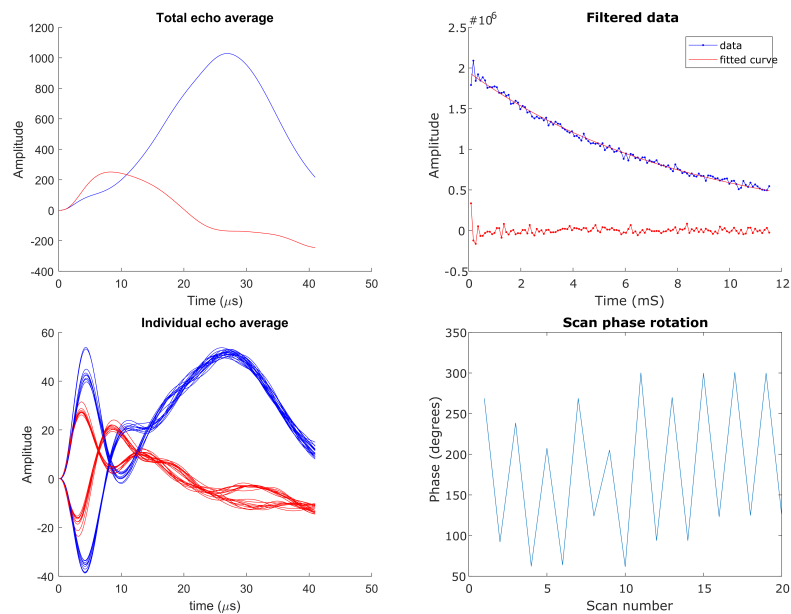 Total echo average
1200
1000
800
600
400
200
0
-200
-400
Amplitude
0 10 20 30 40 50
Time (μs)
Filtered data
#10⁶
2.5
2
1.5
1
0.5
0
-0.5
Amplitude
data
fitted curve
0 2 4 6 8 10 12
Time (mS)
Individual echo average
60
40
20
0
-20
-40
Amplitude
0 10 20 30 40 50
time (μs)
Scan phase rotation
350
300
250
200
150
100
50
Phase (degrees)
0 5 10 15 20
Scan number